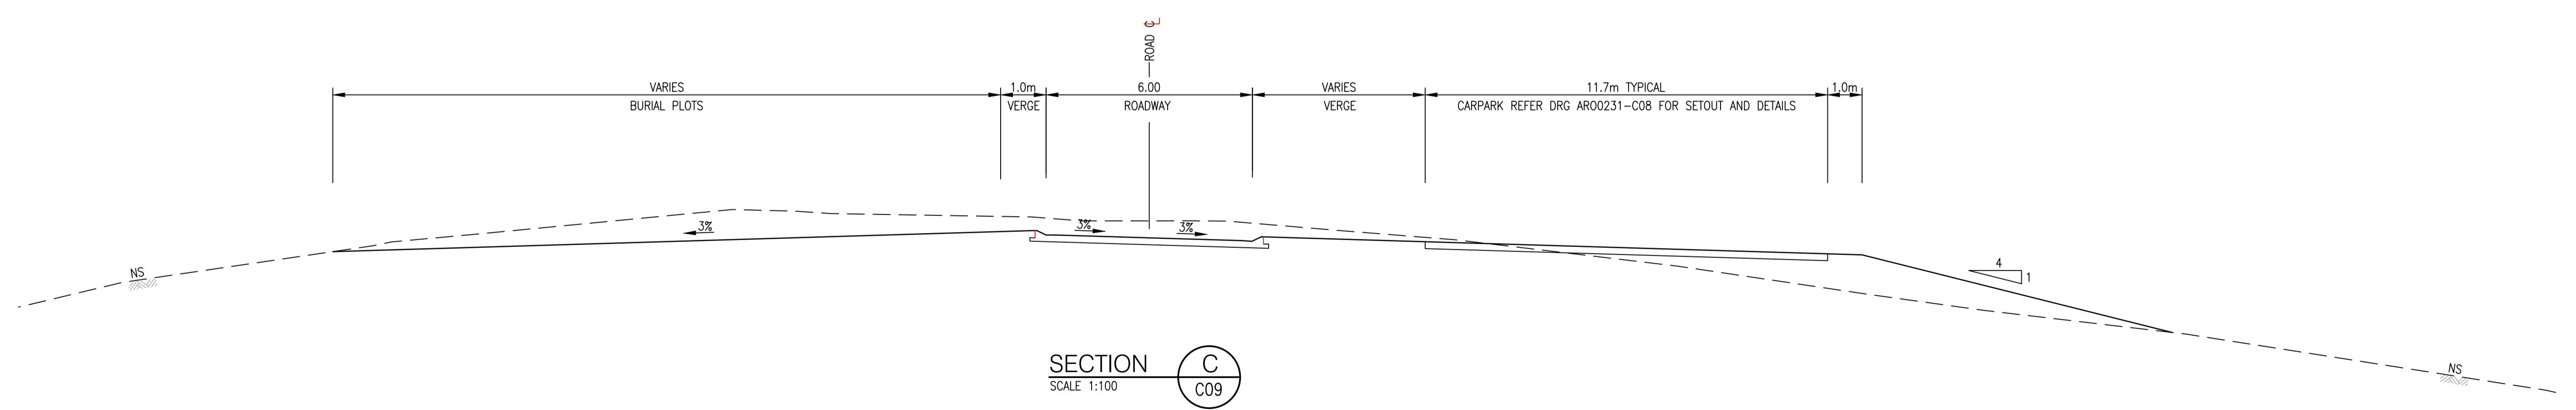 ROAD ℄
VARIES
BURIAL PLOTS
1.0m
VERGE
6.00
ROADWAY
VARIES
VERGE
11.7m TYPICAL
CARPARK REFER DRG AR00231-C08 FOR SETOUT AND DETAILS
1.0m
3%
3%
3%
NS
4
1
NS
SECTION
SCALE 1:100
C
C09